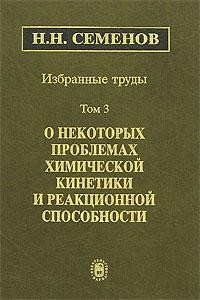 Н.Н. СЕМЕНОВ
Избранные труды
Том 3
О НЕКОТОРЫХ
ПРОБЛЕМАХ
ХИМИЧЕСКОЙ
КИНЕТИКИ
И РЕАКЦИОННОЙ
СПОСОБНОСТИ